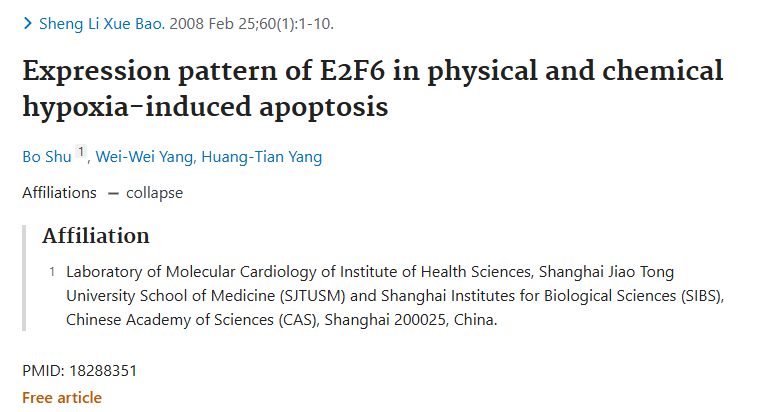 > Sheng Li Xue Bao. 2008 Feb 25;60(1):1-10.
Expression pattern of E2F6 in physical and chemical
hypoxia-induced apoptosis
Bo Shu 1, Wei-Wei Yang, Huang-Tian Yang
Affiliations — collapse
Affiliation
1 Laboratory of Molecular Cardiology of Institute of Health Sciences, Shanghai Jiao Tong
University School of Medicine (SJTUSM) and Shanghai Institutes for Biological Sciences (SIBS),
Chinese Academy of Sciences (CAS), Shanghai 200025, China.
PMID: 18288351
Free article